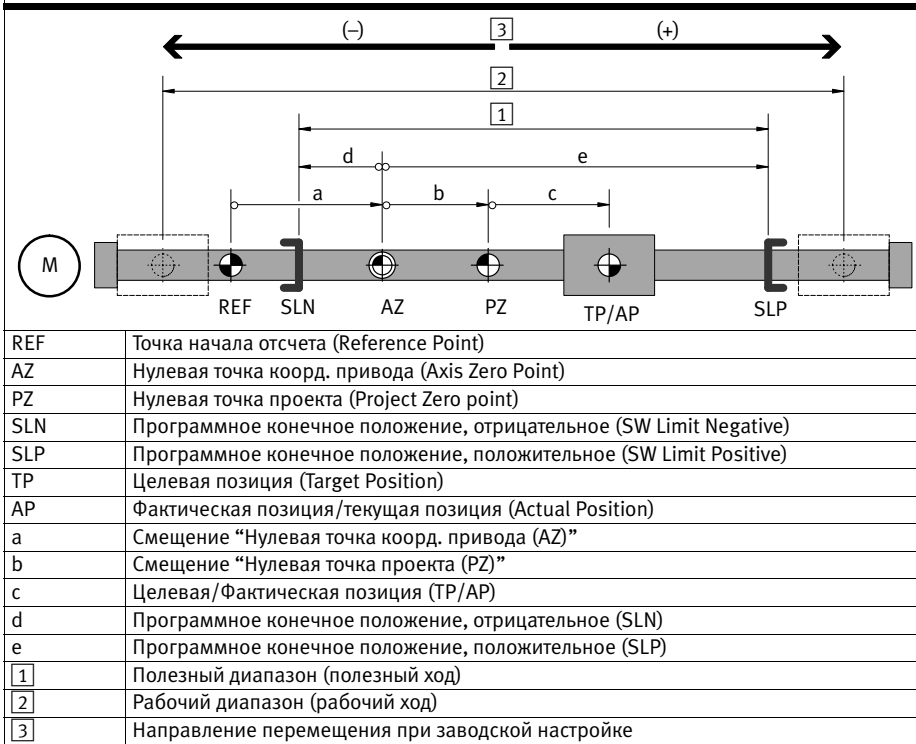 (–) 3 (+)
2
1
d e
a b c
M
REF SLN AZ PZ TP/AP SLP
REF Точка начала отсчета (Reference Point)
AZ Нулевая точка коорд. привода (Axis Zero Point)
PZ Нулевая точка проекта (Project Zero point)
SLN Программное конечное положение, отрицательное (SW Limit Negative)
SLP Программное конечное положение, положительное (SW Limit Positive)
TP Целевая позиция (Target Position)
AP Фактическая позиция/текущая позиция (Actual Position)
a Смещение “Нулевая точка коорд. привода (AZ)”
b Смещение “Нулевая точка проекта (PZ)”
c Целевая/Фактическая позиция (TP/AP)
d Программное конечное положение, отрицательное (SLN)
e Программное конечное положение, положительное (SLP)
1 Полезный диапазон (полезный ход)
2 Рабочий диапазон (рабочий ход)
3 Направление перемещения при заводской настройке